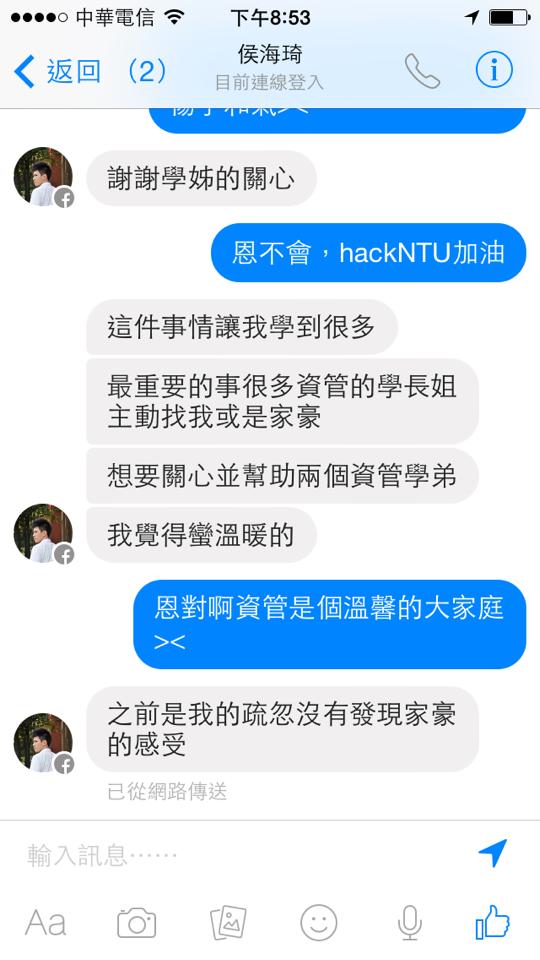 中華電信 下午8:53
返回 （2） 侯海琦
目前連線登入
謝謝學姊的關心
恩不會，hackNTU加油
這件事情讓我學到很多
最重要的事很多資管的學長姐
主動找我或是家豪
想要關心並幫助兩個資管學弟
我覺得蠻溫暖的
恩對啊資管是個溫馨的大家庭
><
之前是我的疏忽沒有發現家豪
的感受
已從網路傳送
輸入訊息……
Aa